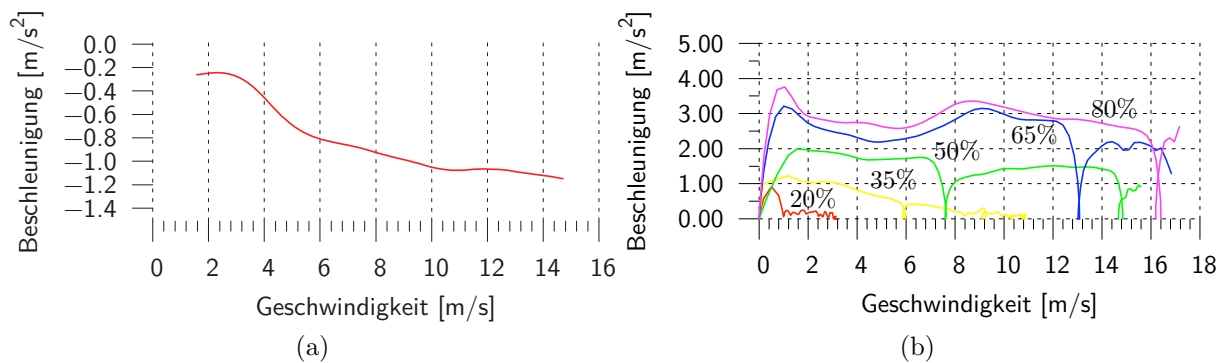 Beschleunigung [m/s²]
0.0
−0.2
−0.4
−0.6
−0.8
−1.0
−1.2
−1.4
0 2 4 6 8 10 12 14 16
Geschwindigkeit [m/s]
(a)
Beschleunigung [m/s²]
5.00
4.00
3.00
2.00
1.00
0.00
80%
65%
50%
35%
20%
0 2 4 6 8 10 12 14 16 18
Geschwindigkeit [m/s]
(b)